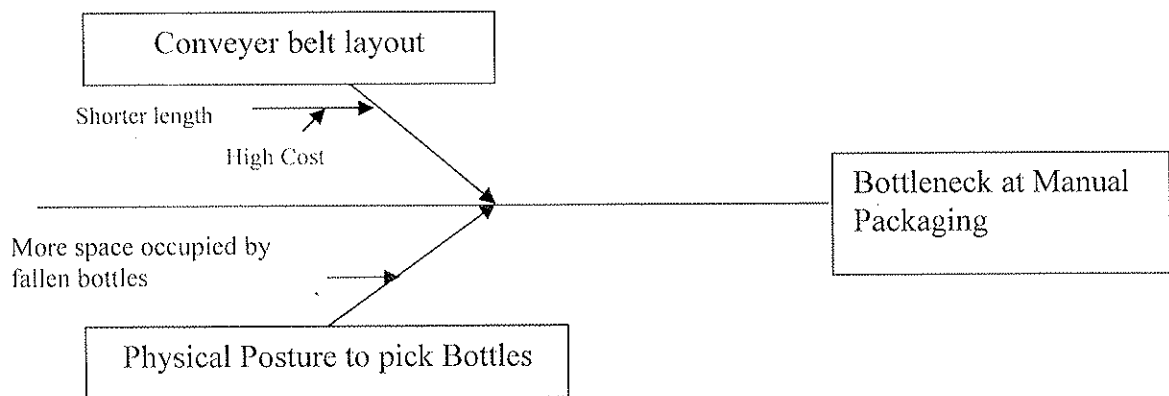 Conveyer belt layout
Shorter length
High Cost
Bottleneck at Manual
Packaging
More space occupied by
fallen bottles
Physical Posture to pick Bottles